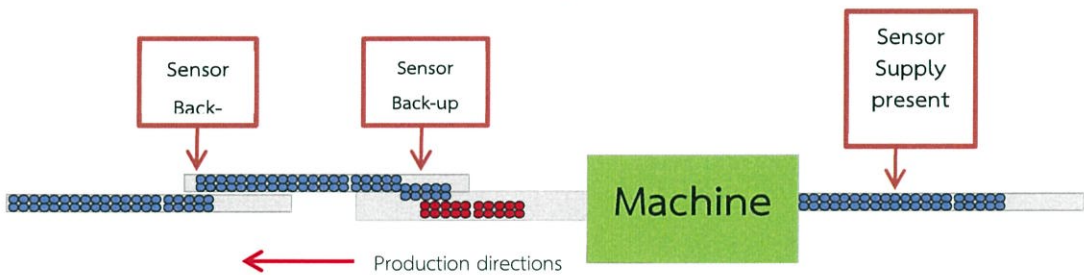 Sensor
Back-
Sensor
Back-up
Sensor
Supply
present
Machine
Production directions